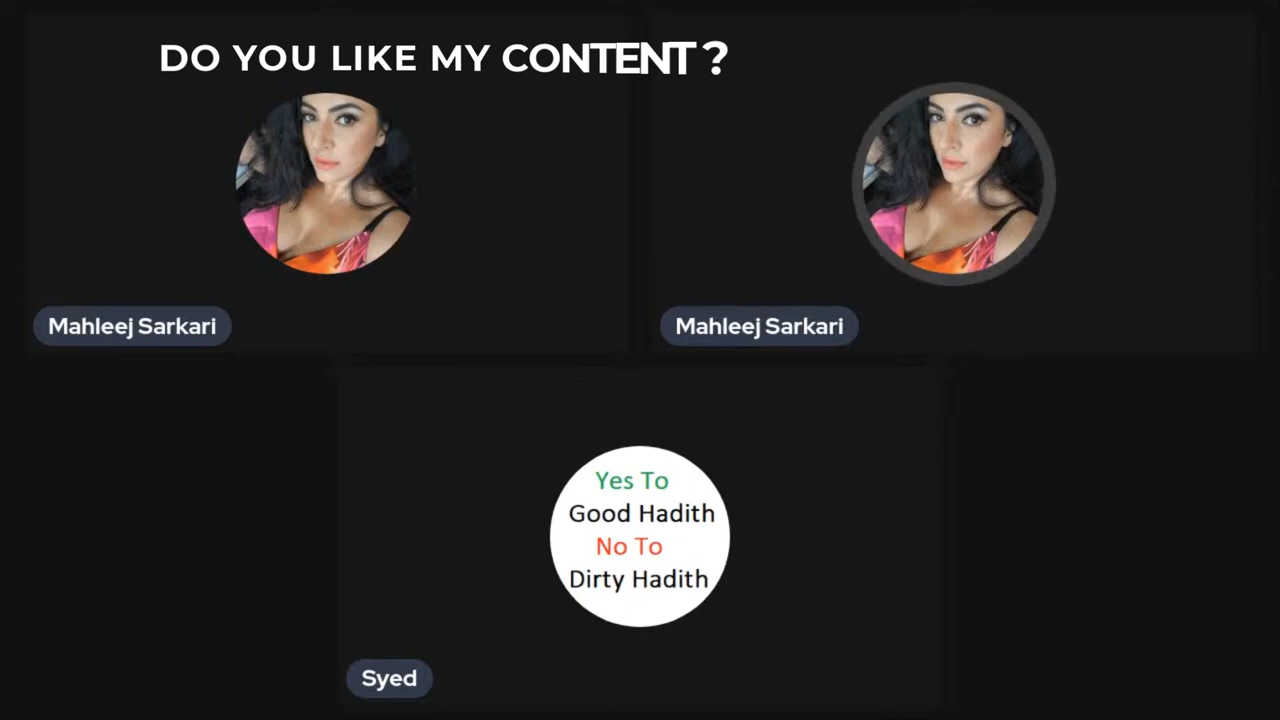 DO YOU LIKE MY CONTENT ?
Mahleej Sarkari
Mahleej Sarkari
Yes To
Good Hadith
No To
Dirty Hadith
Syed